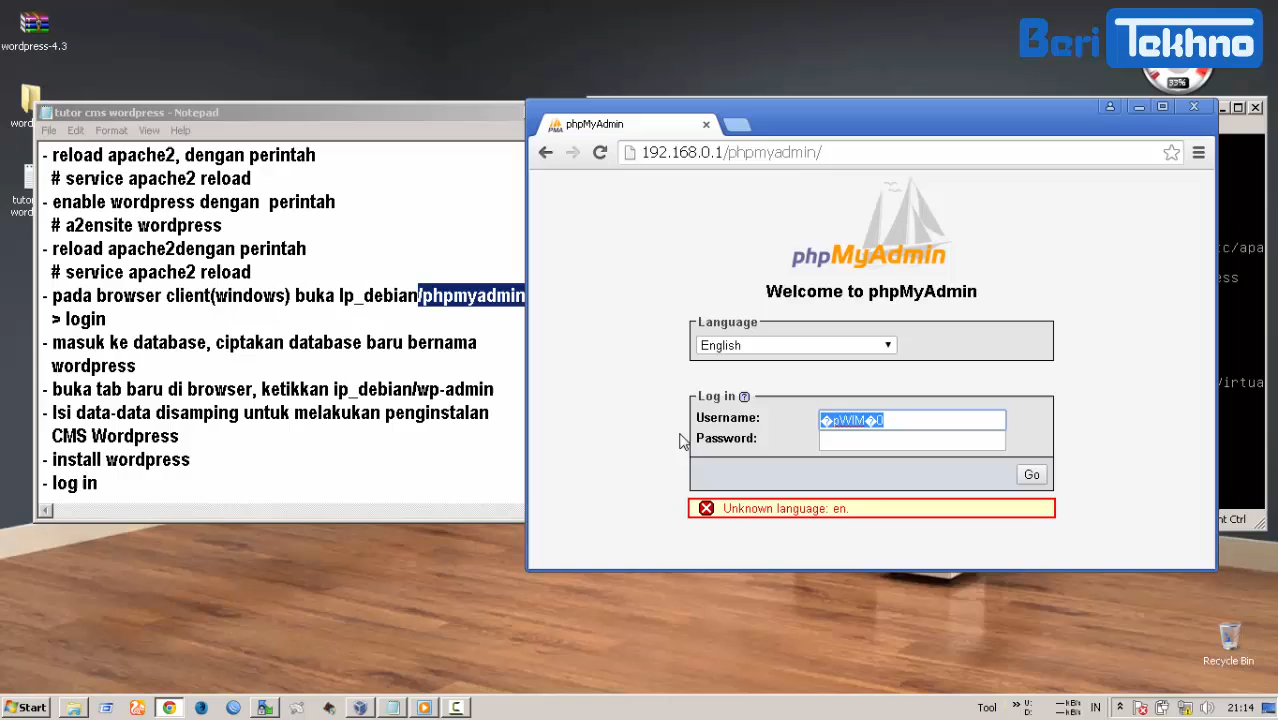 Beri Tekhno
33%
wordpress-4.3
tutor cms wordpress - Notepad
File Edit Format View Help
- reload apache2, dengan perintah
# service apache2 reload
- enable wordpress dengan perintah
# a2ensite wordpress
- reload apache2dengan perintah
# service apache2 reload
- pada browser client(windows) buka Ip_debian/phpmyadmin
> login
- masuk ke database, ciptakan database baru bernama
wordpress
- buka tab baru di browser, ketikkan ip_debian/wp-admin
- Isi data-data disamping untuk melakukan penginstalan
CMS Wordpress
- install wordpress
- log in
phpMyAdmin
192.168.0.1/phpmyadmin/
phpMyAdmin
Welcome to phpMyAdmin
Language
English
Log in
Username: �pWIM�0
Password:
Go
Unknown language: en.
Recycle Bin
Start
Tool
U:
D:
kB/s
kB/s
IN
21:14